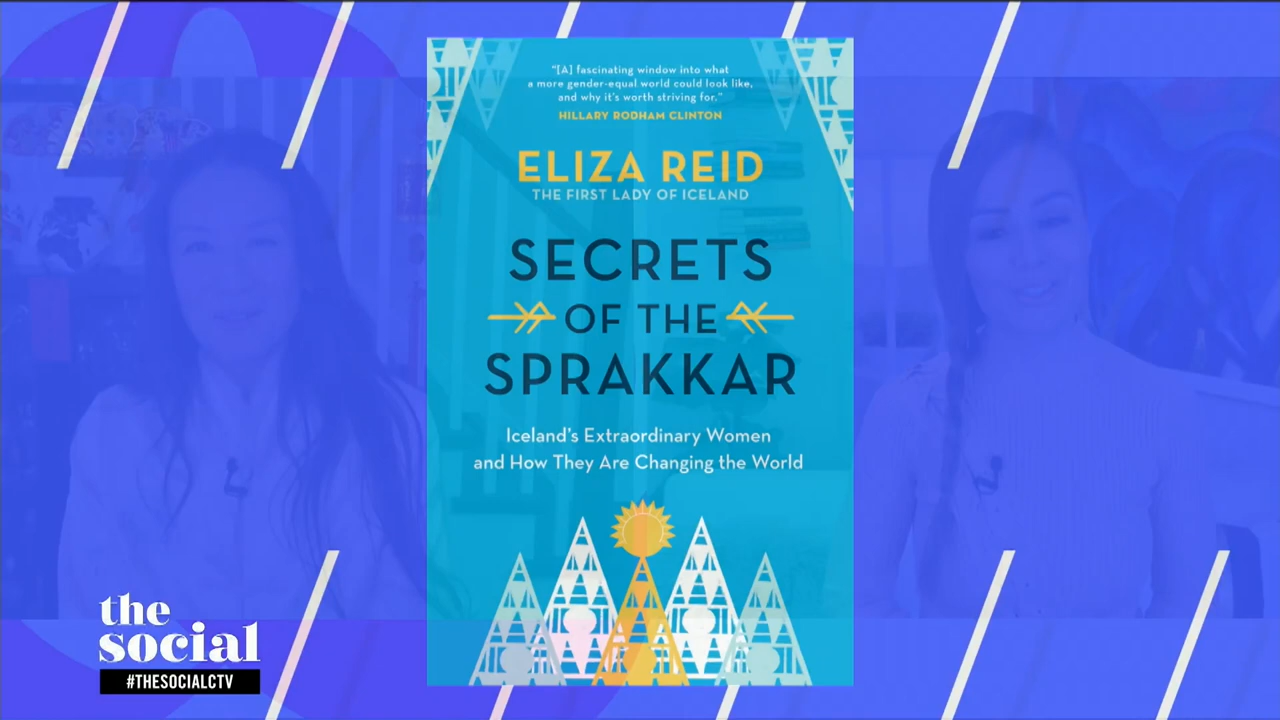 "[A] fascinating window into what
a more gender-equal world could look like,
and why it's worth striving for."
HILLARY RODHAM CLINTON
ELIZA REID
THE FIRST LADY OF ICELAND
SECRETS
OF THE
SPRAKKAR
Iceland's Extraordinary Women
and How They Are Changing the World
the
social
#THESOCIALCTV